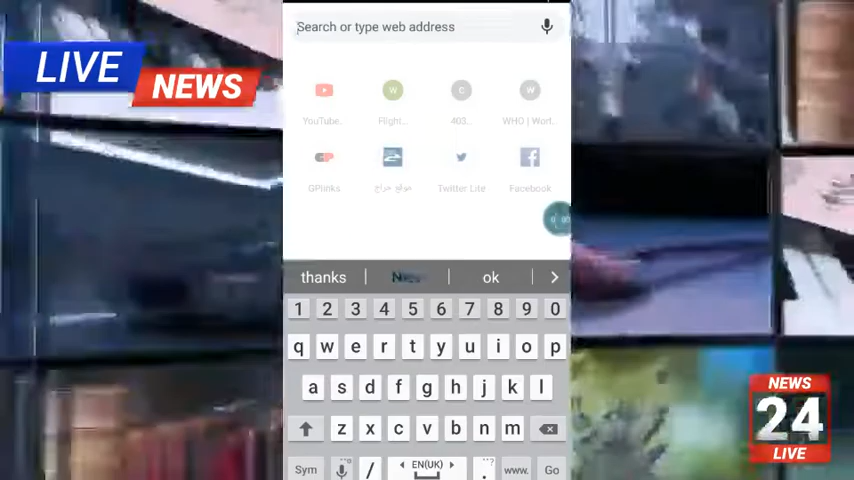 LIVE
NEWS
Search or type web address
W
C
W
YouTube..
Flight...
403..
WHO | Worl..
GPlinks
موقع حراج
Twitter Lite
Facebook
thanks
ok
1 2 3 4 5 6 7 8 9 0
q w e r t y u i o p
a s d f g h j k l
z x c v b n m
Sym
/
EN(UK)
.
www.
Go
NEWS
24
LIVE